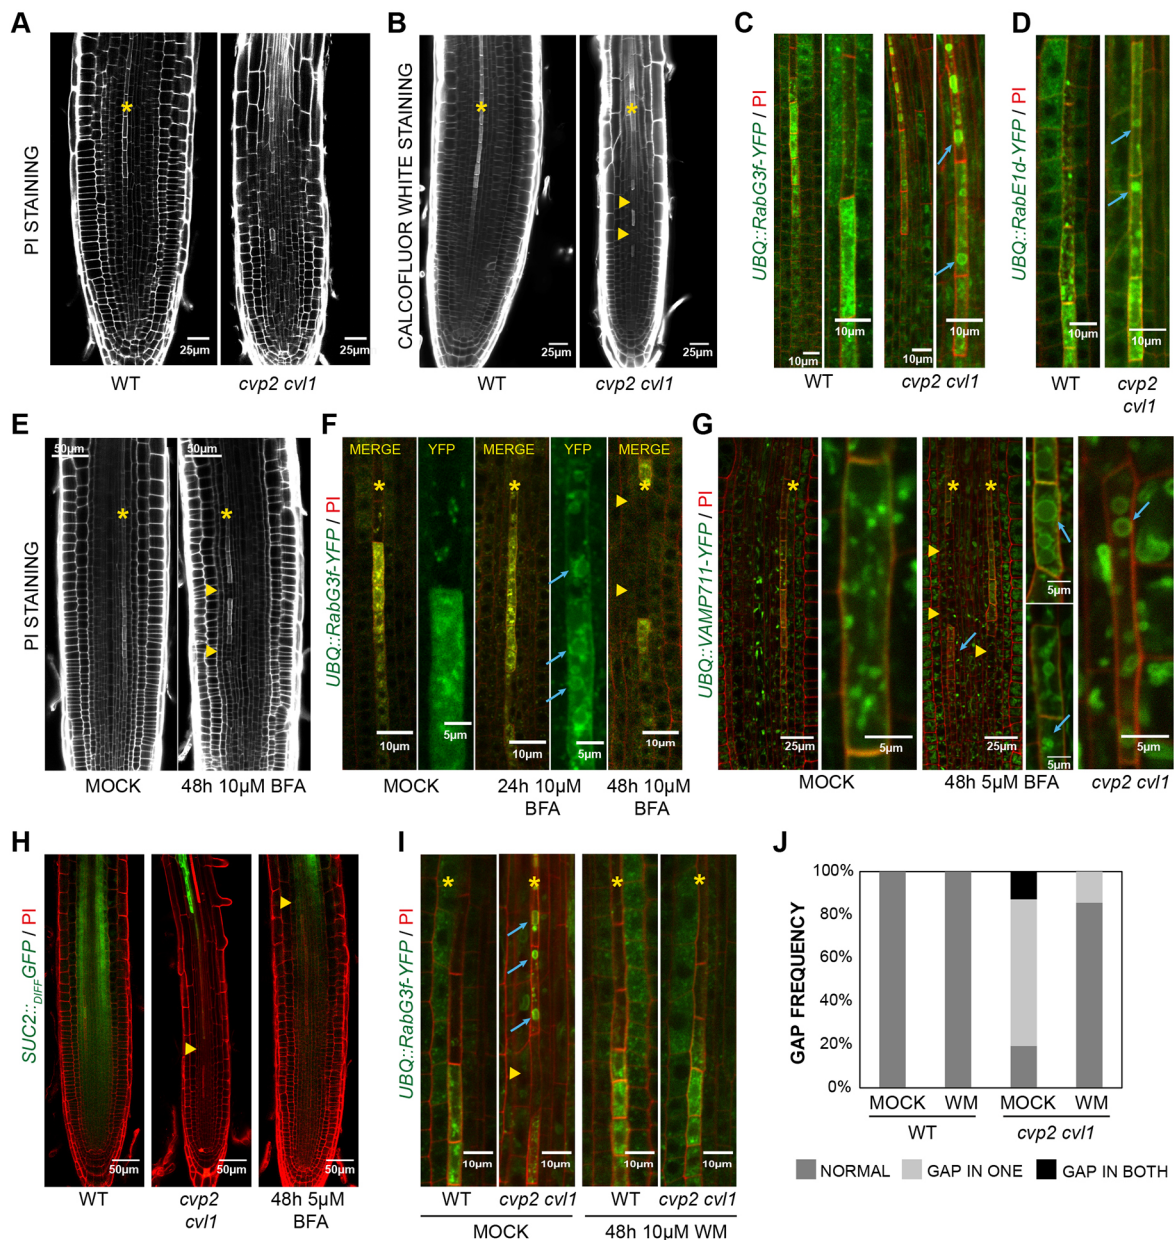 A
PI STAINING
*
25µm
25µm
WT
cvp2 cvl1
B
CALCOFLUOR WHITE STAINING
*
*
25µm
25µm
WT
cvp2 cvl1
C
UBQ::RabG3f-YFP / PI
10µm
10µm
10µm
10µm
WT
cvp2 cvl1
D
UBQ::RabE1d-YFP / PI
10µm
10µm
WT
cvp2
cvl1
E
PI STAINING
50µm
50µm
*
*
MOCK
48h 10µM BFA
F
UBQ::RabG3f-YFP / PI
MERGE
YFP
MERGE
YFP
MERGE
*
*
*
10µm
5µm
10µm
5µm
10µm
MOCK
24h 10µM
BFA
48h 10µM
BFA
G
UBQ::VAMP711-YFP / PI
*
*
*
25µm
5µm
25µm
5µm
5µm
5µm
MOCK
48h 5µM BFA
cvp2 cvl1
H
SUC2::DIFFGFP / PI
50µm
50µm
50µm
WT
cvp2
cvl1
48h 5µM
BFA
I
UBQ::RabG3f-YFP / PI
*
*
*
*
10µm
10µm
10µm
10µm
WT
cvp2 cvl1
WT
cvp2 cvl1
MOCK
48h 10µM WM
J
GAP FREQUENCY
100%
80%
60%
40%
20%
0%
MOCK
WM
MOCK
WM
WT
cvp2 cvl1
NORMAL
GAP IN ONE
GAP IN BOTH